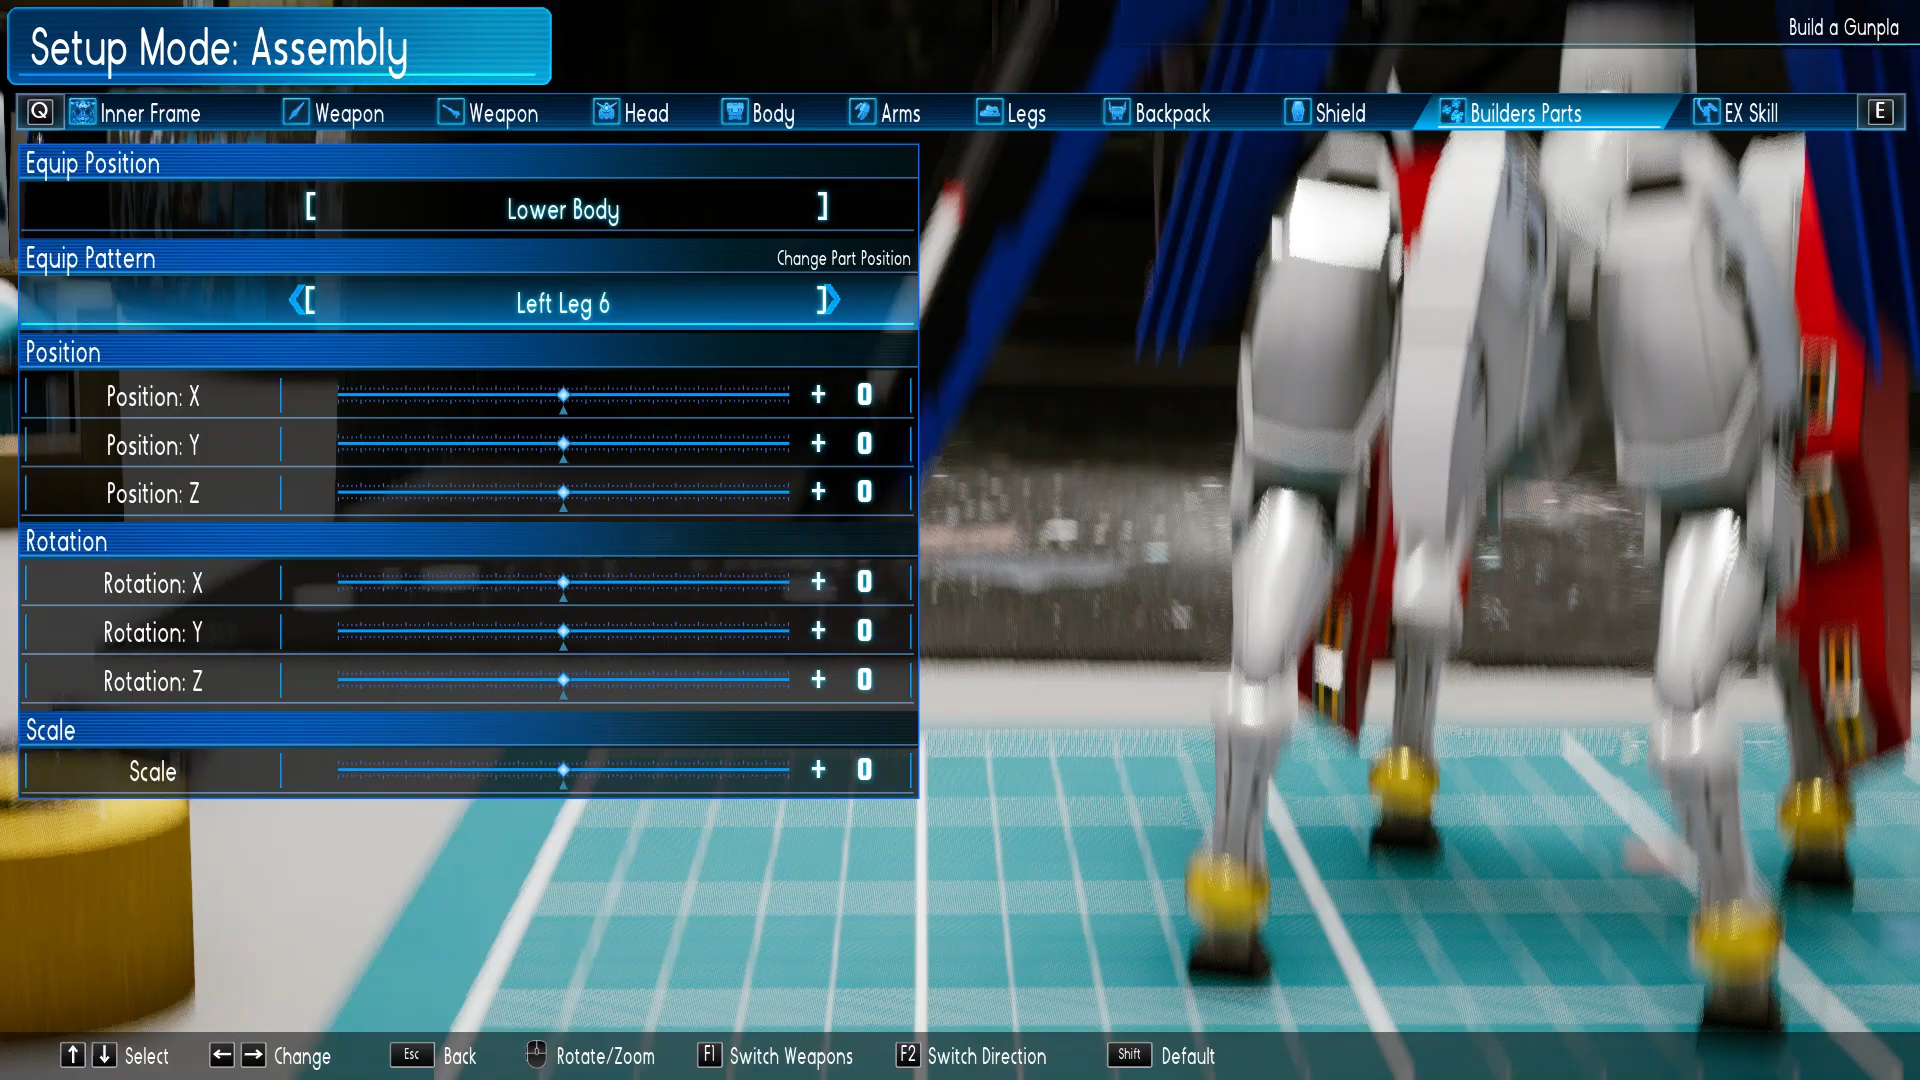 Setup Mode: Assembly
Build a Gunpla
Q Inner Frame Weapon Weapon Head Body Arms Legs Backpack Shield Builders Parts EX Skill E
Equip Position
[ Lower Body ]
Equip Pattern Change Part Position
[ Left Leg 6 ]
Position
Position: X + 0
Position: Y + 0
Position: Z + 0
Rotation
Rotation: X + 0
Rotation: Y + 0
Rotation: Z + 0
Scale
Scale + 0
↑ ↓ Select ← → Change Esc Back Rotate/Zoom F1 Switch Weapons F2 Switch Direction Shift Default